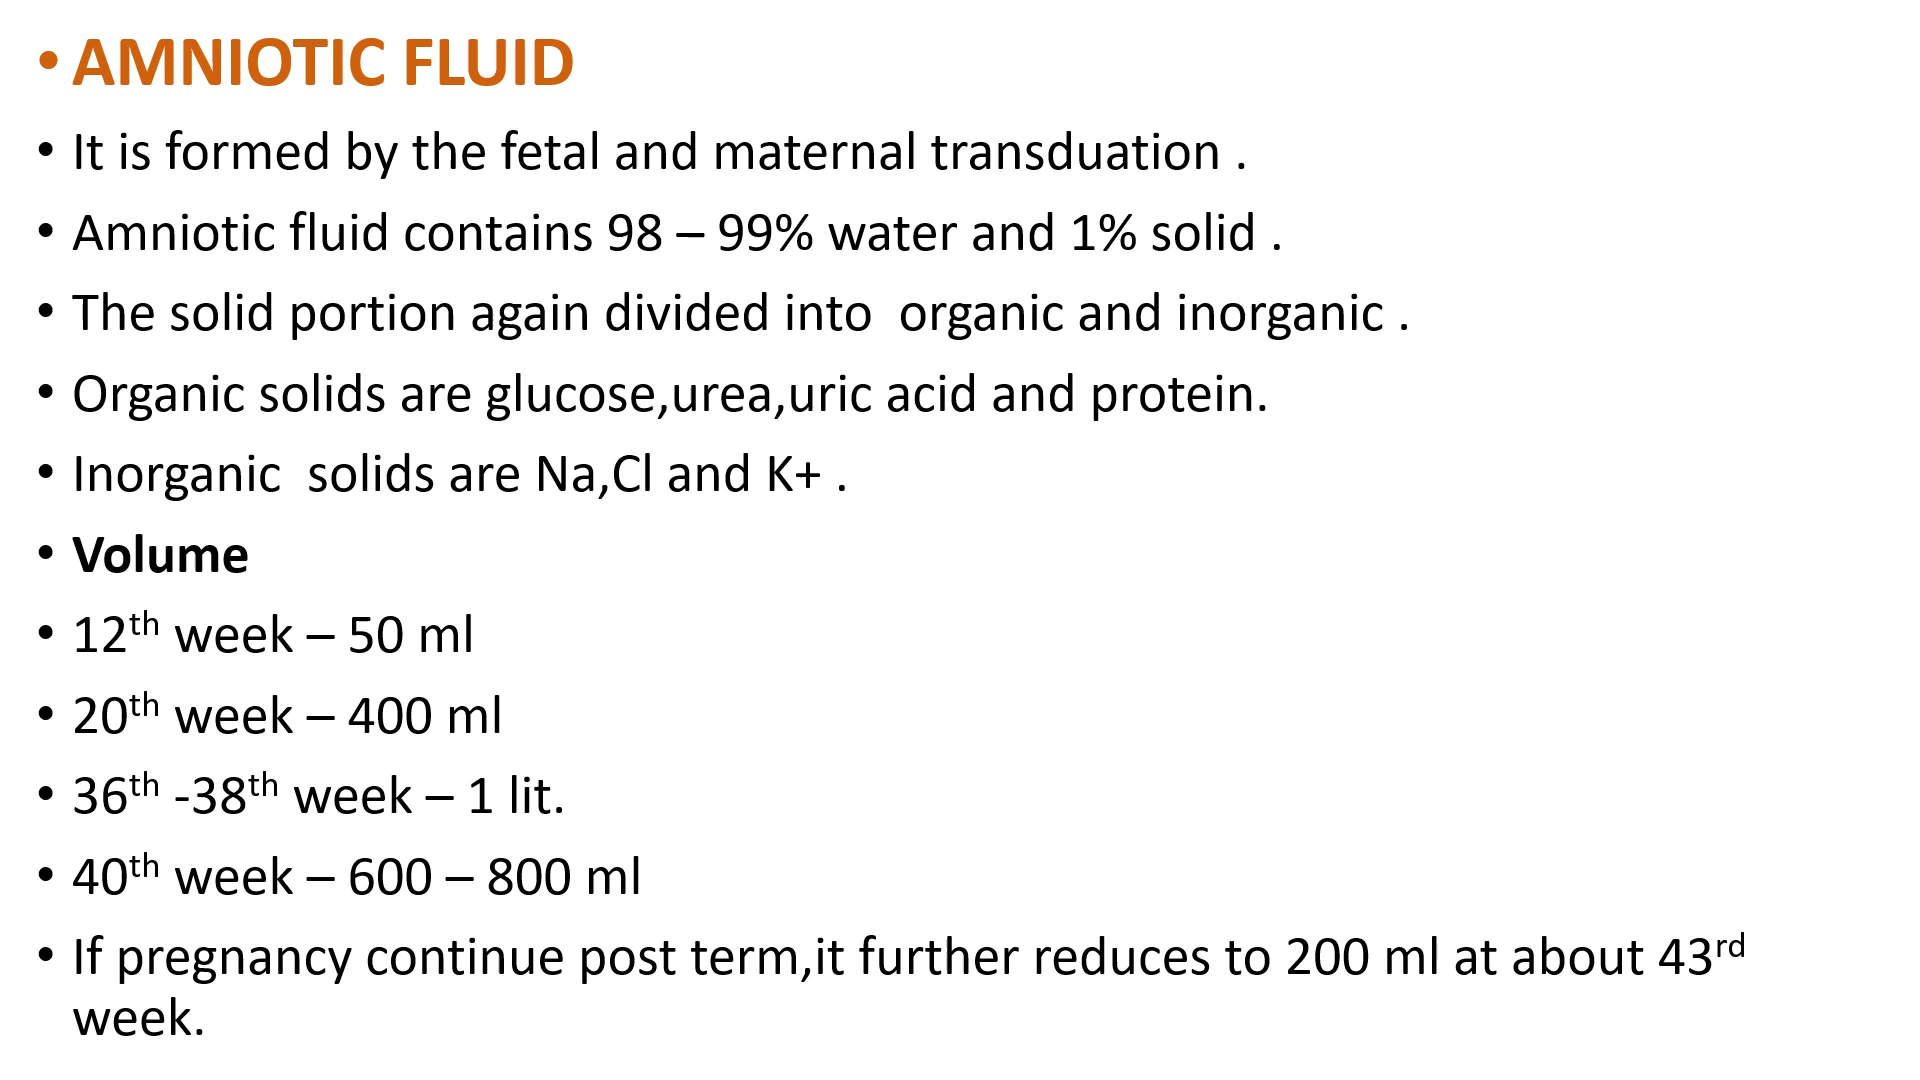 • AMNIOTIC FLUID
• It is formed by the fetal and maternal transduation .
• Amniotic fluid contains 98 – 99% water and 1% solid .
• The solid portion again divided into  organic and inorganic .
• Organic solids are glucose,urea,uric acid and protein.
• Inorganic  solids are Na,Cl and K+ .
• Volume
• 12th week – 50 ml
• 20th week – 400 ml
• 36th -38th week – 1 lit.
• 40th week – 600 – 800 ml
• If pregnancy continue post term,it further reduces to 200 ml at about 43rd
week.